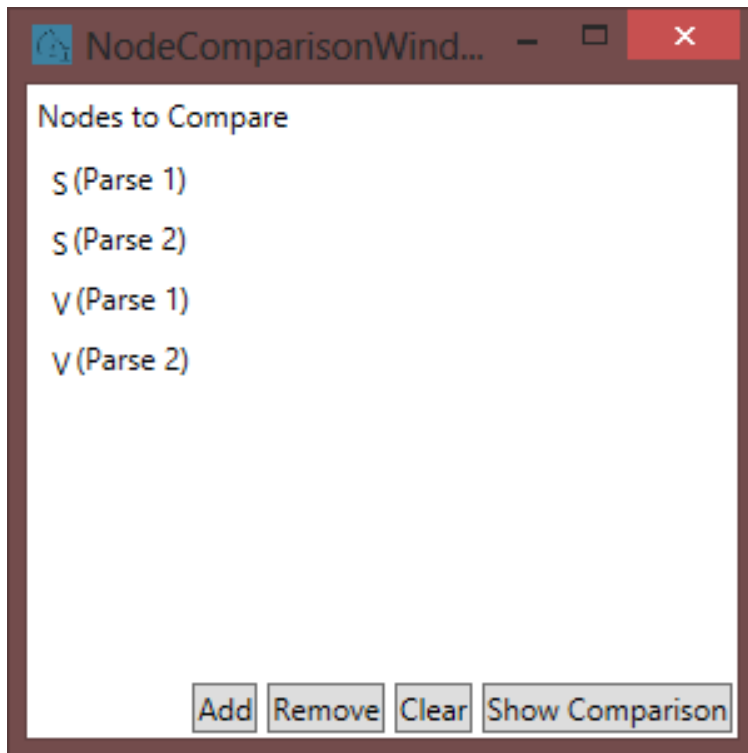 NodeComparisonWind...
Nodes to Compare
S (Parse 1)
S (Parse 2)
V (Parse 1)
V (Parse 2)
Add Remove Clear Show Comparison